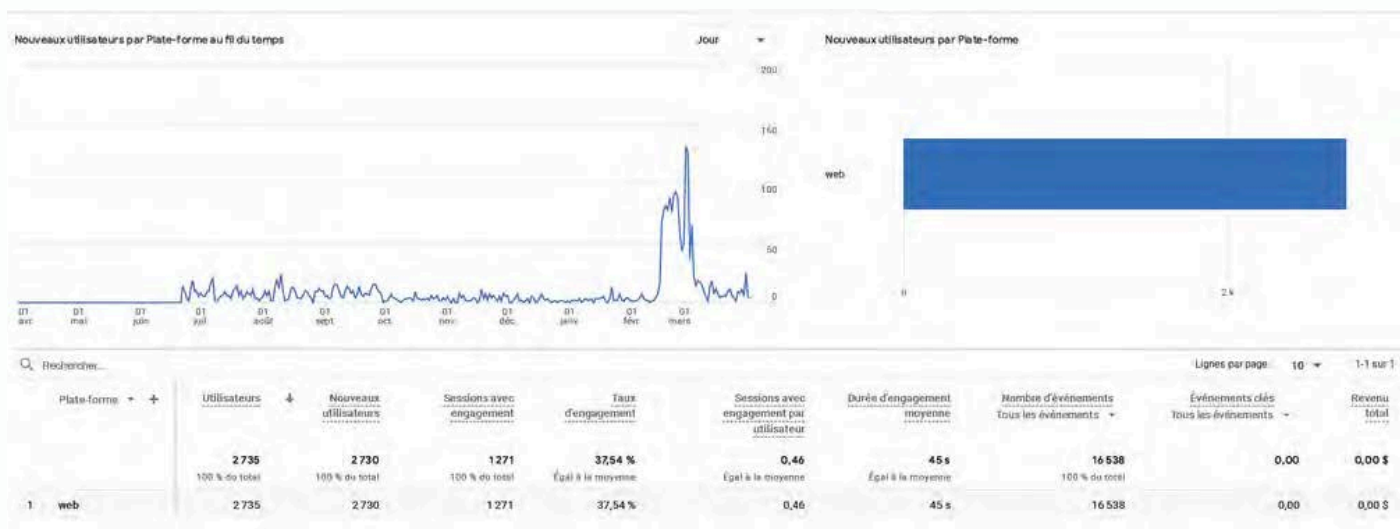 Nouveaux utilisateurs par Plate-forme au fil du temps
Jour
200
150
100
50
0
01 avr.
01 mai
01 juin
01 juil.
01 août
01 sept.
01 oct.
01 nov.
01 déc.
01 janv.
01 févr.
01 mars
Nouveaux utilisateurs par Plate-forme
web
0
2 k
Rechercher...
Lignes par page 10 1-1 sur 1
Plate-forme + Utilisateurs Nouveaux utilisateurs Sessions avec engagement Taux d'engagement Sessions avec engagement par utilisateur Durée d'engagement moyenne Nombre d'événements Tous les événements Événements clés Tous les événements Revenu total
2 735 2 730 1 271 37,54 % 0,46 45 s 16 538 0,00 0,00 $
100 % du total 100 % du total 100 % du total Égal à la moyenne Égal à la moyenne Égal à la moyenne 100 % du total
1 web 2 735 2 730 1 271 37,54 % 0,46 45 s 16 538 0,00 0,00 $